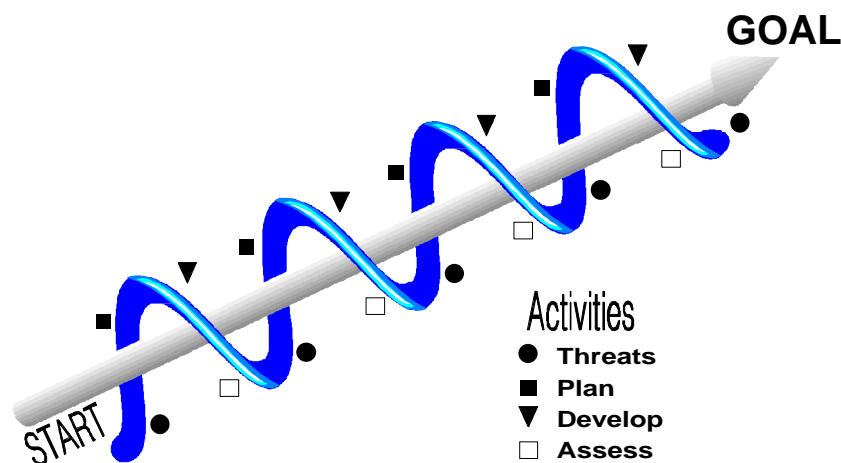 GOAL
START
Activities
Threats
Plan
Develop
Assess